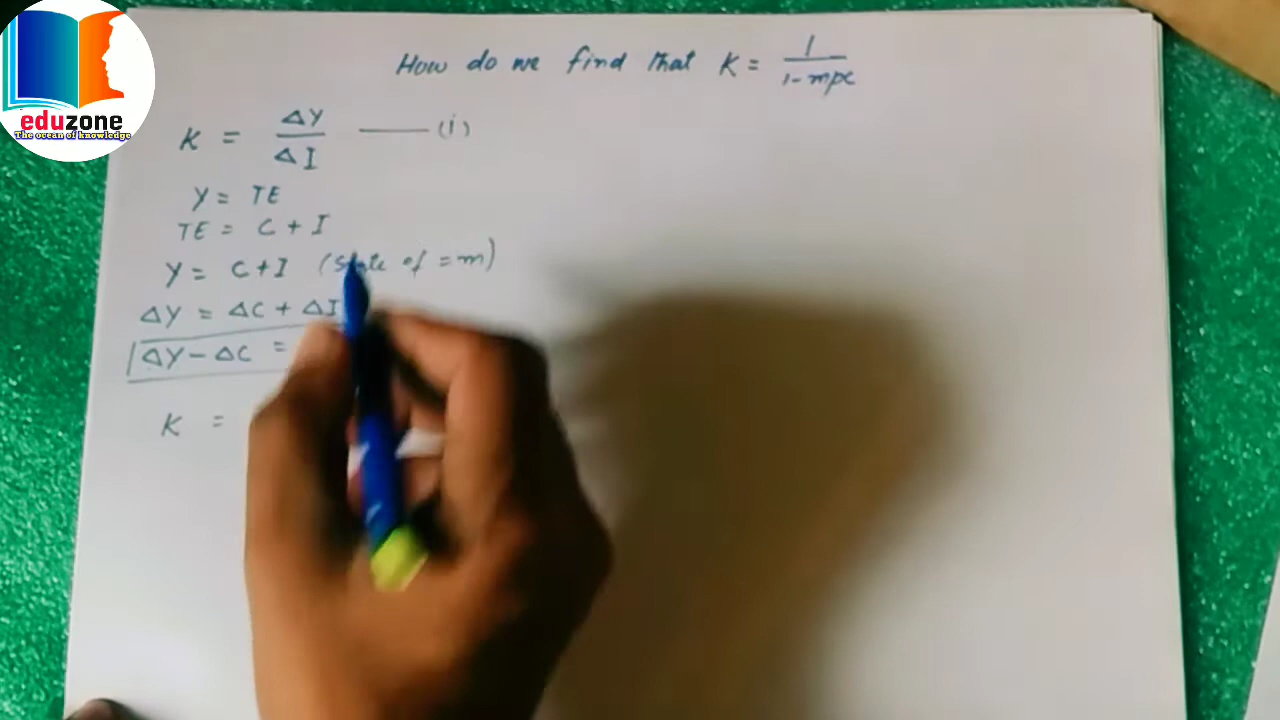 eduzone
The ocean of knowledge
How do we find that K = 1/1-mpc
K = ΔY/ΔI —— (i)
Y = TE
TE = C + I
Y = C+I (State of = m)
ΔY = ΔC + ΔI
ΔY - ΔC =
K =